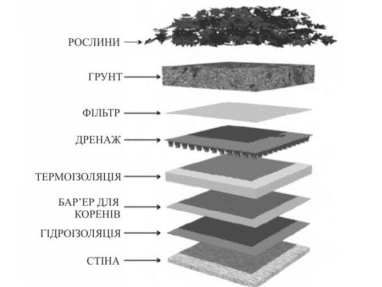 РОСЛИНИ
ГРУНТ
ФІЛЬТР
ДРЕНАЖ
ТЕРМОІЗОЛЯЦІЯ
БАР'ЄР ДЛЯ
КОРЕНІВ
ГІДРОІЗОЛЯЦІЯ
СТІНА